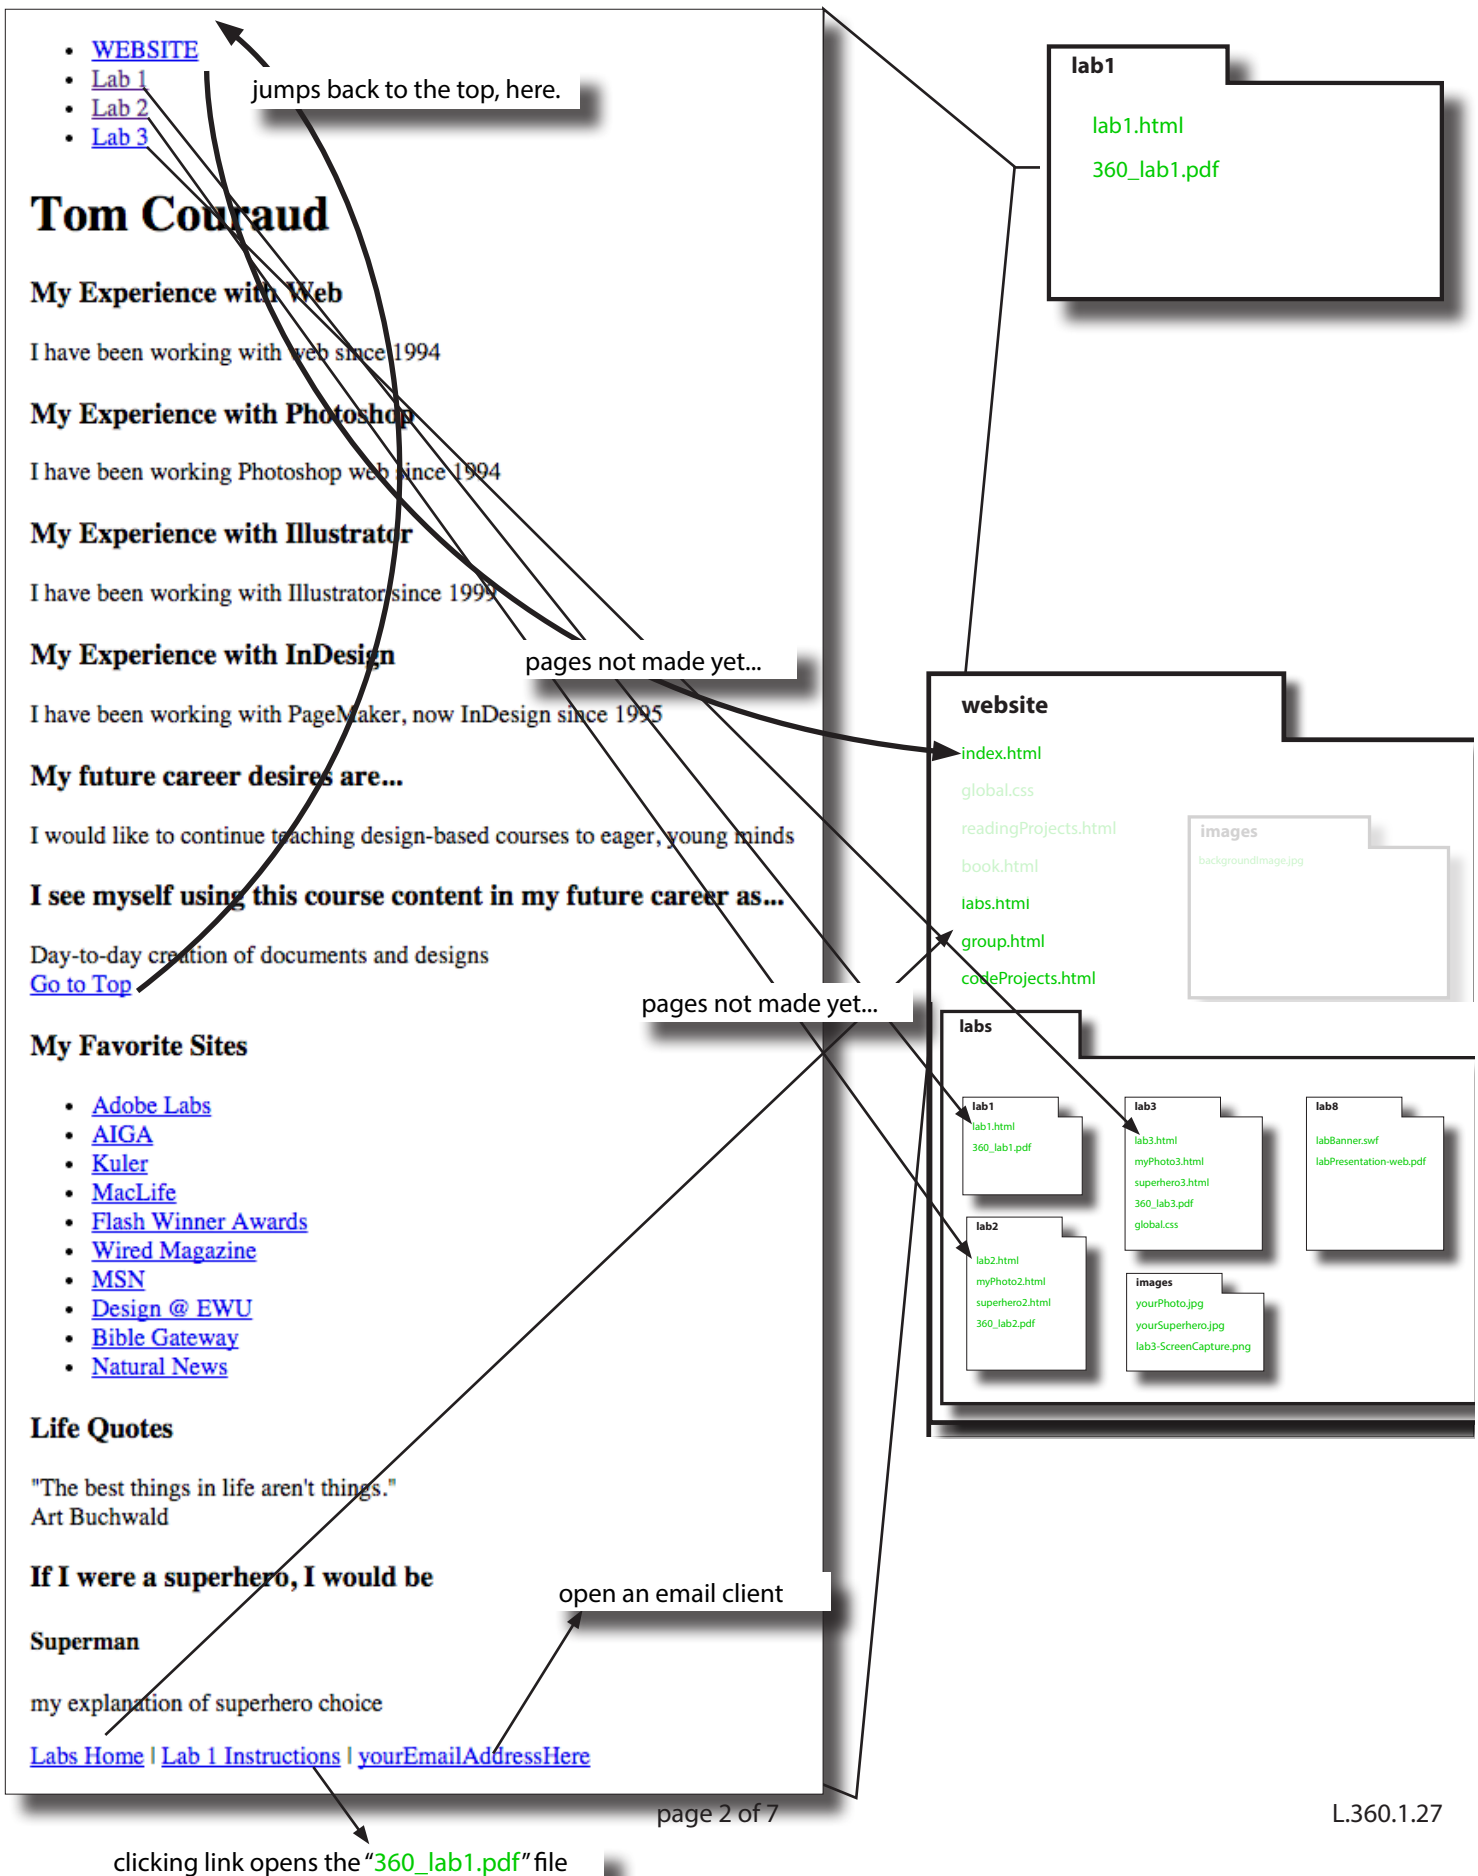 WEBSITE
Lab 1
Lab 2
Lab 3
jumps back to the top, here.
Tom Couraud
My Experience with Web
I have been working with web since 1994
My Experience with Photoshop
I have been working Photoshop web since 1994
My Experience with Illustrator
I have been working with Illustrator since 1999
My Experience with InDesign
pages not made yet...
I have been working with PageMaker, now InDesign since 1995
My future career desires are...
I would like to continue teaching design-based courses to eager, young minds
I see myself using this course content in my future career as...
Day-to-day creation of documents and designs
Go to Top
pages not made yet...
My Favorite Sites
Adobe Labs
AIGA
Kuler
MacLife
Flash Winner Awards
Wired Magazine
MSN
Design @ EWU
Bible Gateway
Natural News
Life Quotes
"The best things in life aren't things."
Art Buchwald
If I were a superhero, I would be
open an email client
Superman
my explanation of superhero choice
Labs Home | Lab 1 Instructions | yourEmailAddressHere
clicking link opens the “360_lab1.pdf” file
lab1
lab1.html
360_lab1.pdf
website
index.html
global.css
readingProjects.html
book.html
labs.html
group.html
codeProjects.html
images
backgroundimage.jpg
labs
lab1
lab1.html
360_lab1.pdf
lab2
lab2.html
myPhoto2.html
superhero2.html
360_lab2.pdf
lab3
lab3.html
myPhoto3.html
superhero3.html
360_lab3.pdf
global.css
images
yourPhoto.jpg
yourSuperhero.jpg
lab3-ScreenCapture.png
lab8
labBanner.swf
labPresentation-web.pdf
page 2 of 7
L.360.1.27